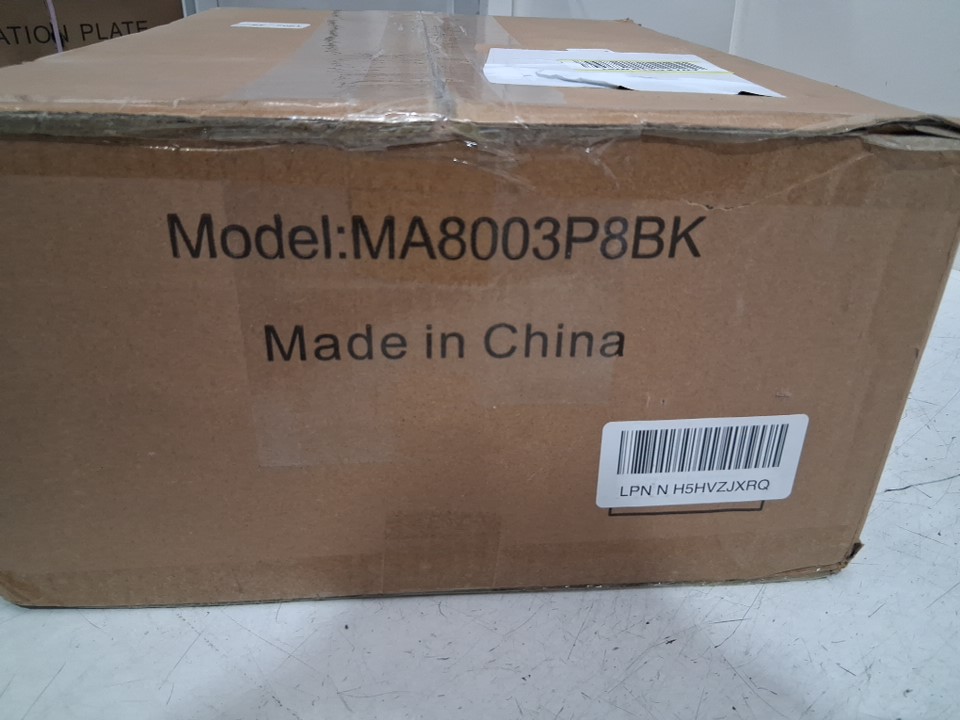 ATION PLATE
Model:MA8003P8BK
Made in China
LPN N H5HVZJXRQ